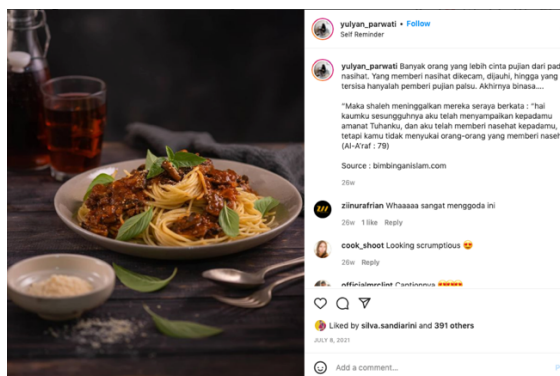 yulyan_parwati • Follow
Self Reminder
yulyan_parwati Banyak orang yang lebih cinta pujian dari pad
nasihat. Yang memberi nasihat dikecam, dijauhi, hingga yang
tersisa hanyalah pemberi pujian palsu. Akhirnya binasa....
"Maka shaleh meninggalkan mereka seraya berkata : "hai
kaumku sesungguhnya aku telah menyampaikan kepadamu
amanat Tuhanku, dan aku telah memberi nasehat kepadamu,
tetapi kamu tidak menyukai orang-orang yang memberi naseh
(Al-A'raf : 79)
Source : bimbinganislam.com
26w
ziinurafrian Whaaaaa sangat menggoda ini
26w 1 like Reply
cook_shoot Looking scrumptious 😍
26w Reply
officialmrclint Captionnya 😍😍😍😍
Liked by silva.sandiarini and 391 others
JULY 8, 2021
Add a comment...